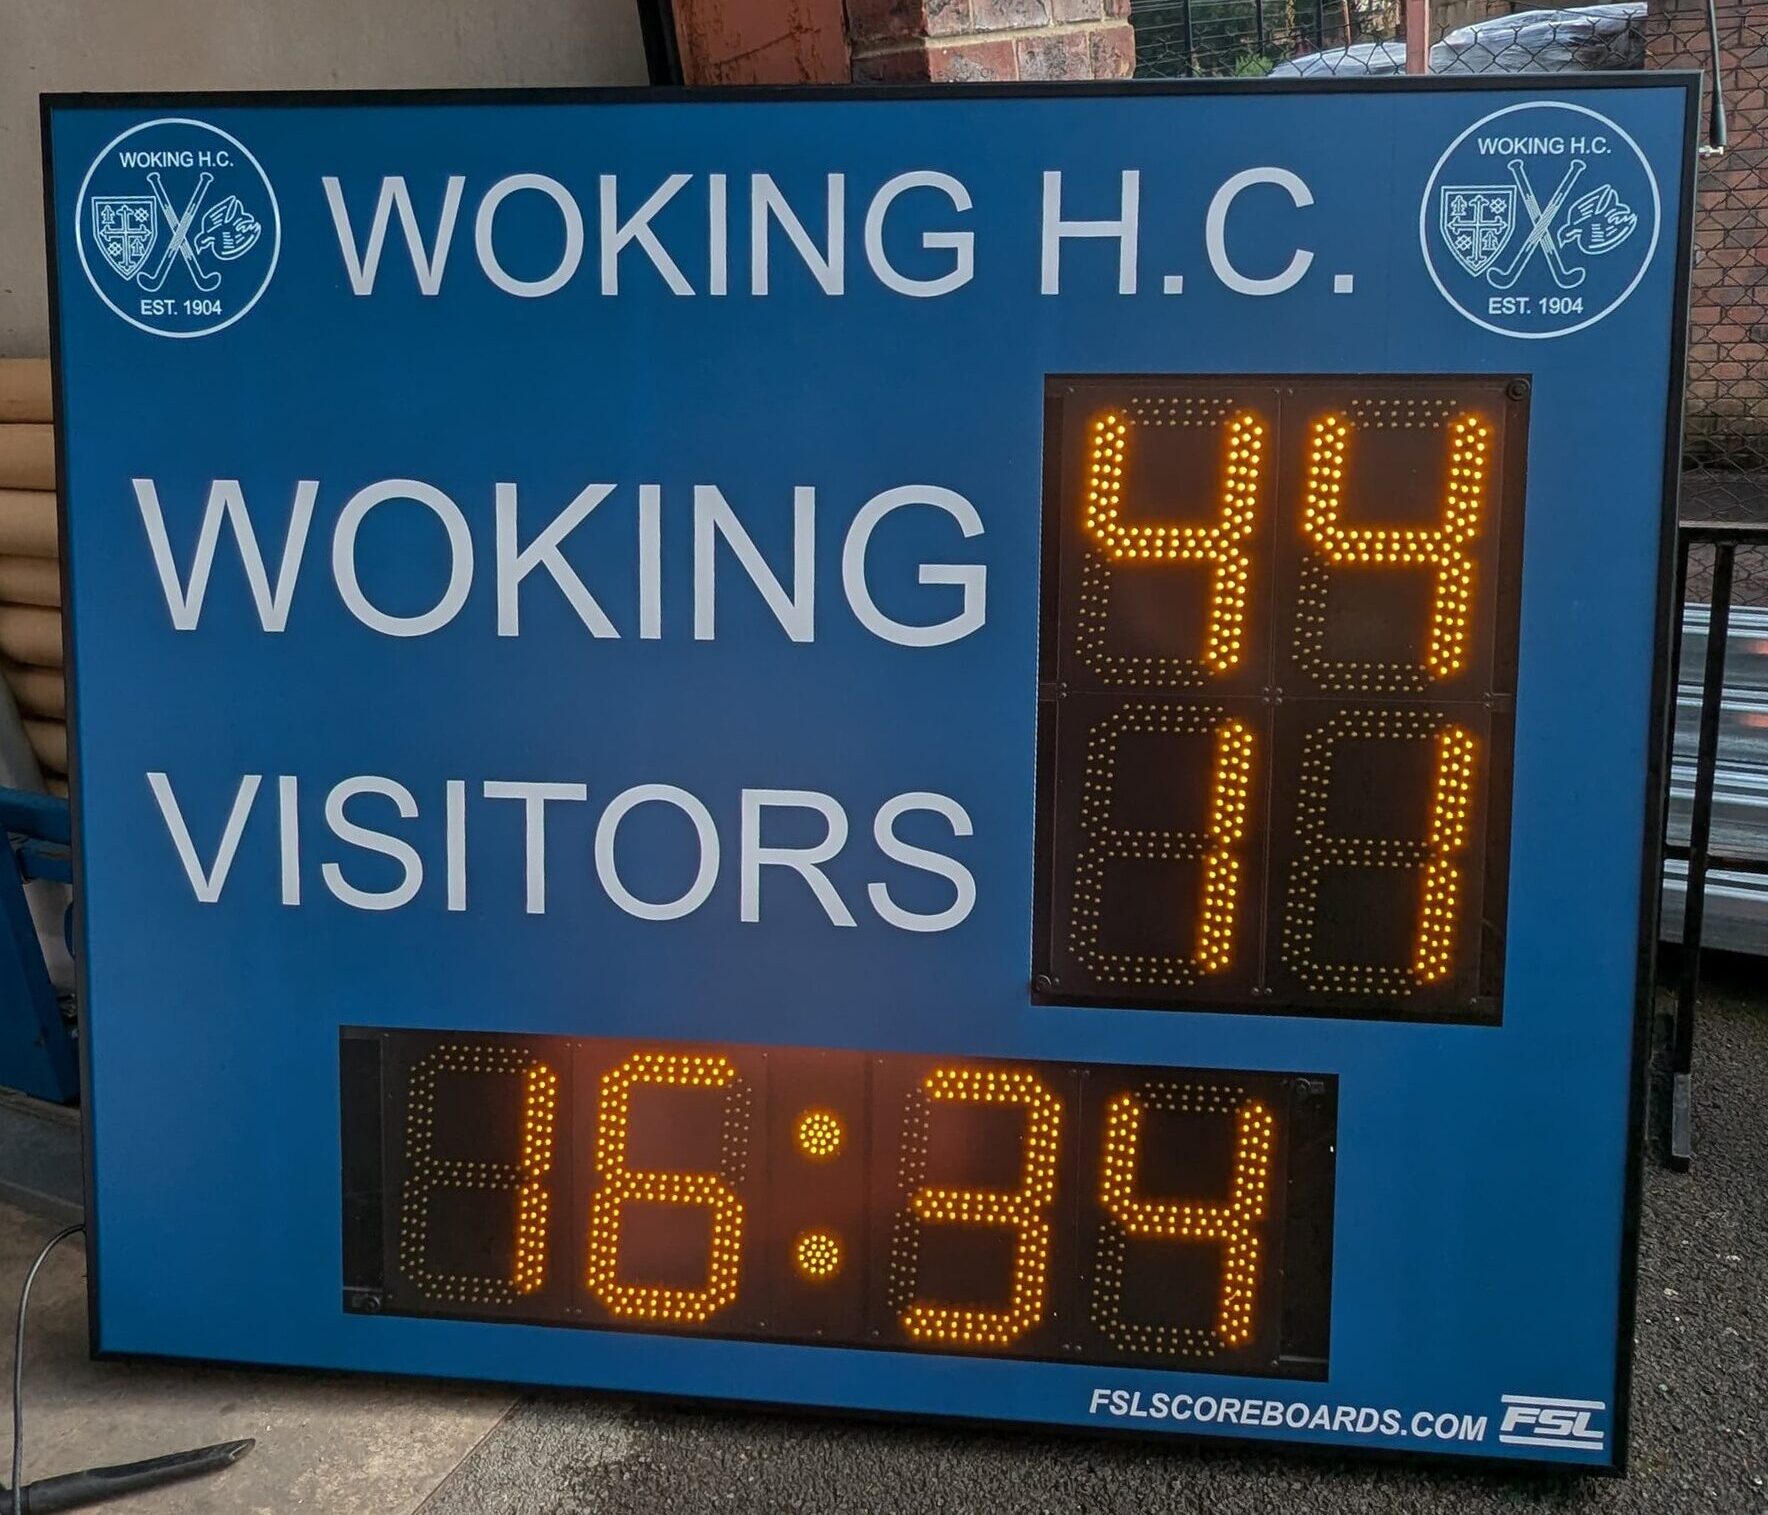 WOKING H.C.
EST. 1904
WOKING H.C.
WOKING H.C.
EST. 1904
WOKING 44
VISITORS 11
16:34
FSLSCOREBOARDS.COM FSL